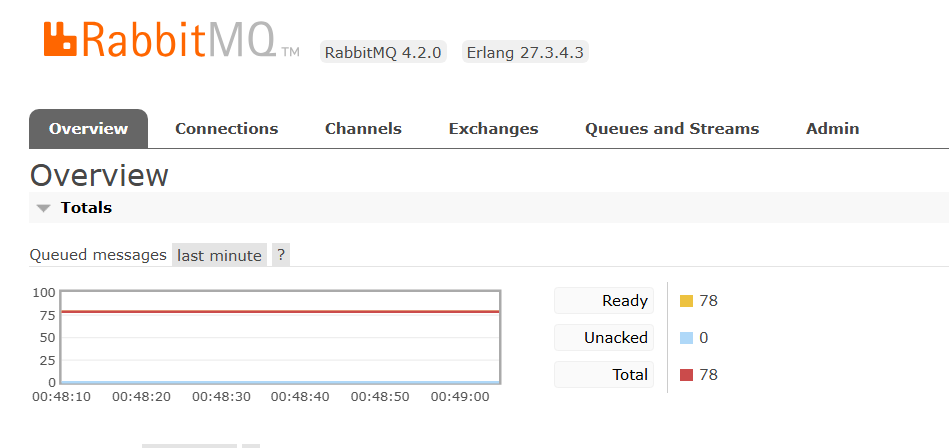 RabbitMQ TM RabbitMQ 4.2.0 Erlang 27.3.4.3
Overview Connections Channels Exchanges Queues and Streams Admin
Overview
Totals
Queued messages last minute ?
100
75
50
25
0
00:48:10 00:48:20 00:48:30 00:48:40 00:48:50 00:49:00
Ready 78
Unacked 0
Total 78